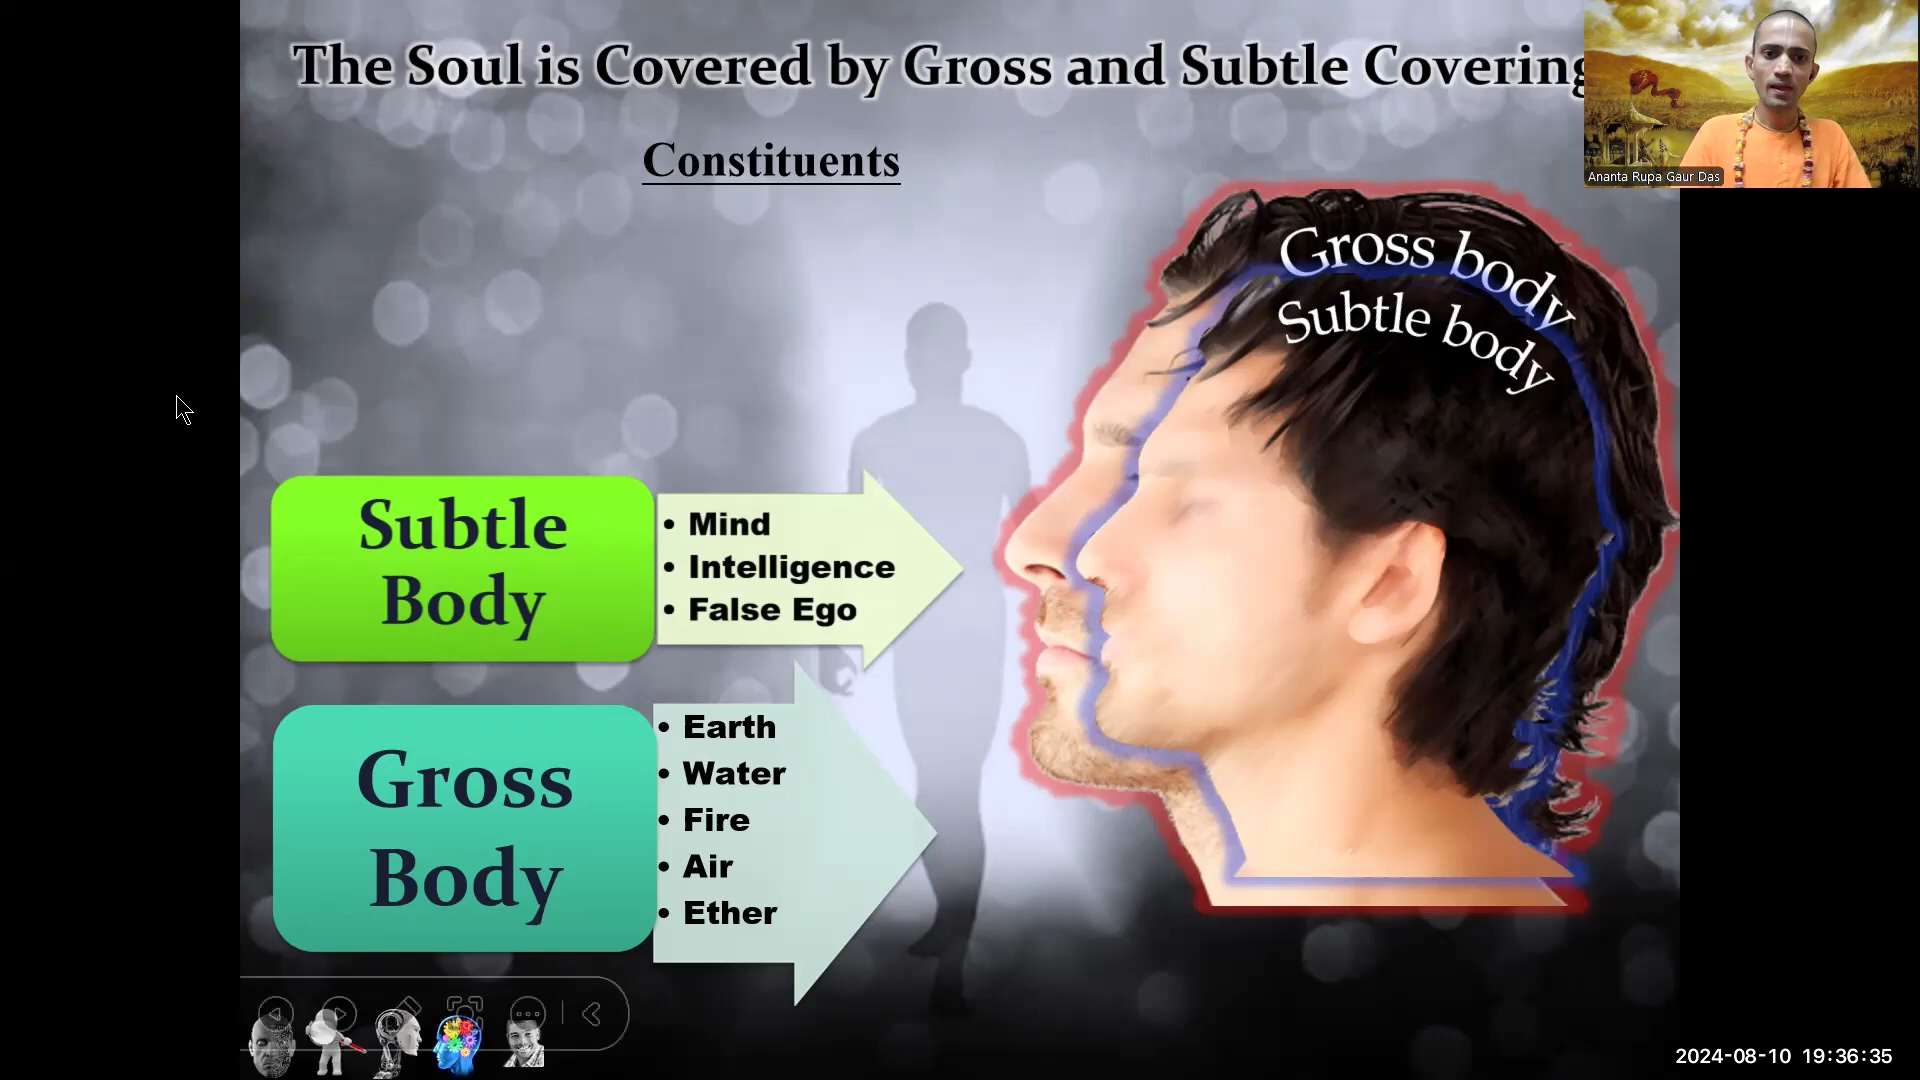 The Soul is Covered by Gross and Subtle Covering
Ananta Rupa Gaur Das
Constituents
Gross body
Subtle body
Subtle
Body
• Mind
• Intelligence
• False Ego
Gross
Body
• Earth
• Water
• Fire
• Air
• Ether
2024-08-10 19:36:35